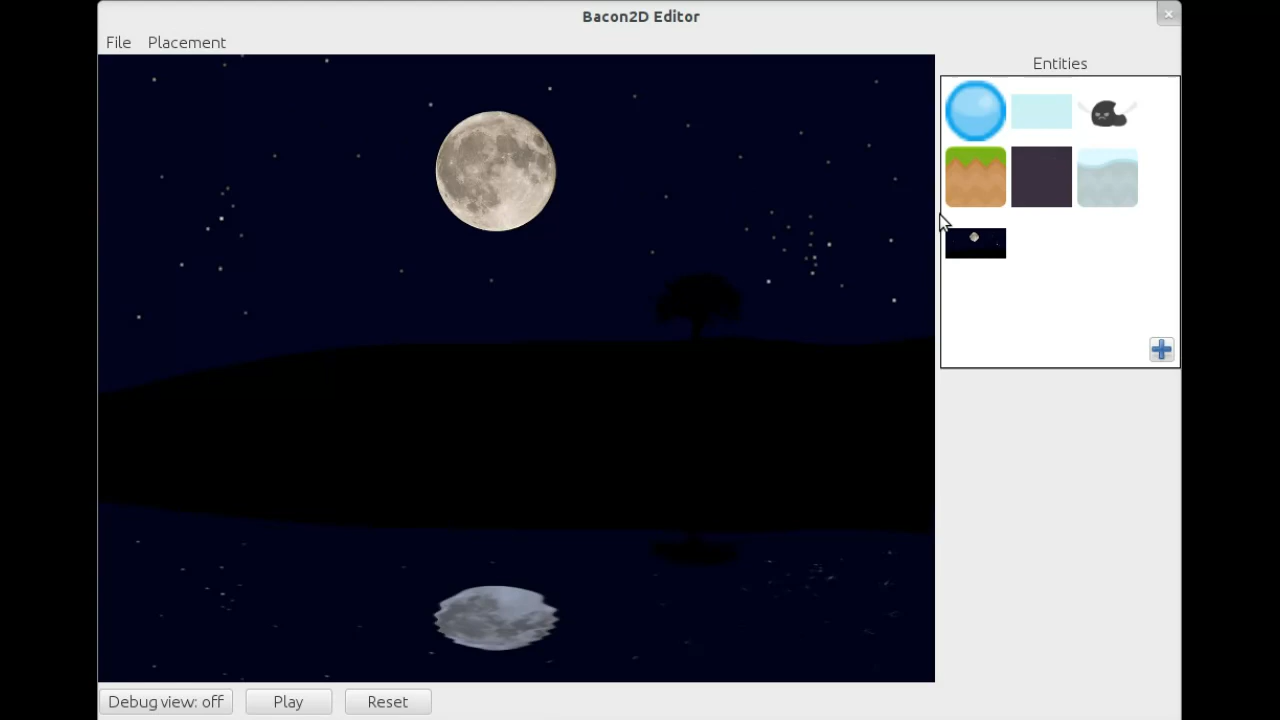 Bacon2D Editor
File Placement
Entities
Debug view: off Play Reset